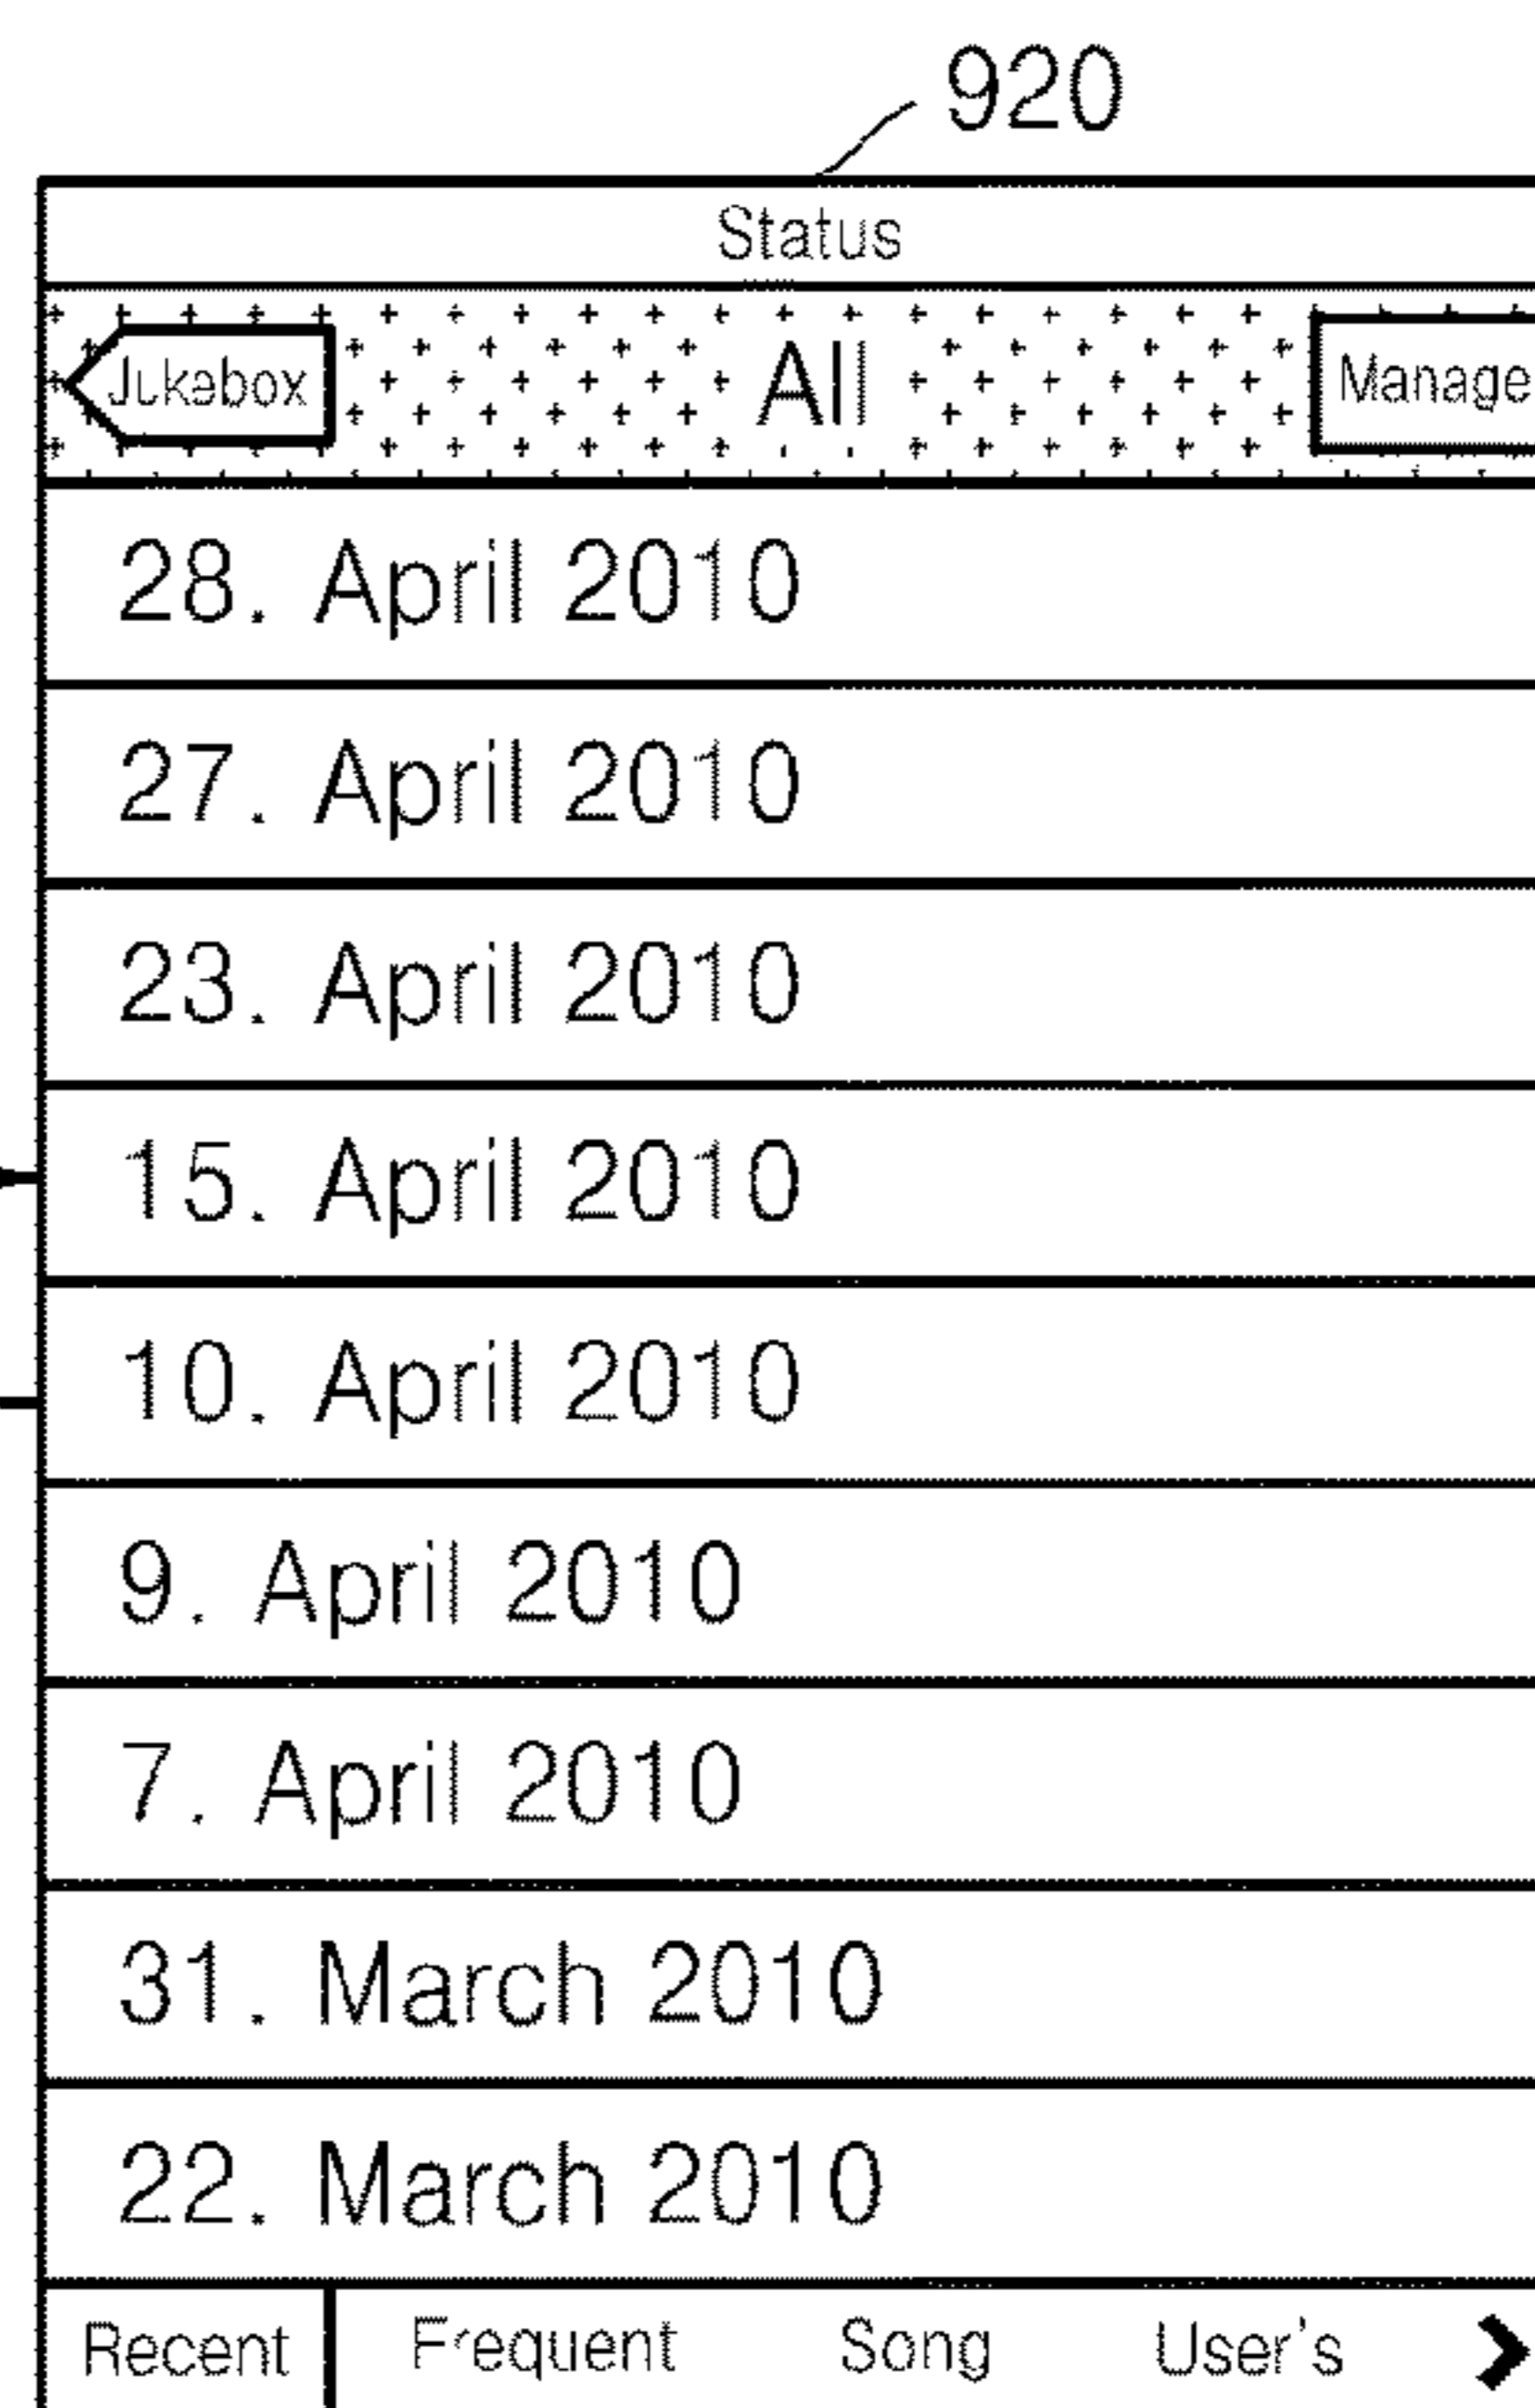 920
Status
Jukebox All Manage
28. April 2010
27. April 2010
23. April 2010
15. April 2010
10. April 2010
9. April 2010
7. April 2010
31. March 2010
22. March 2010
Recent Frequent Song User's